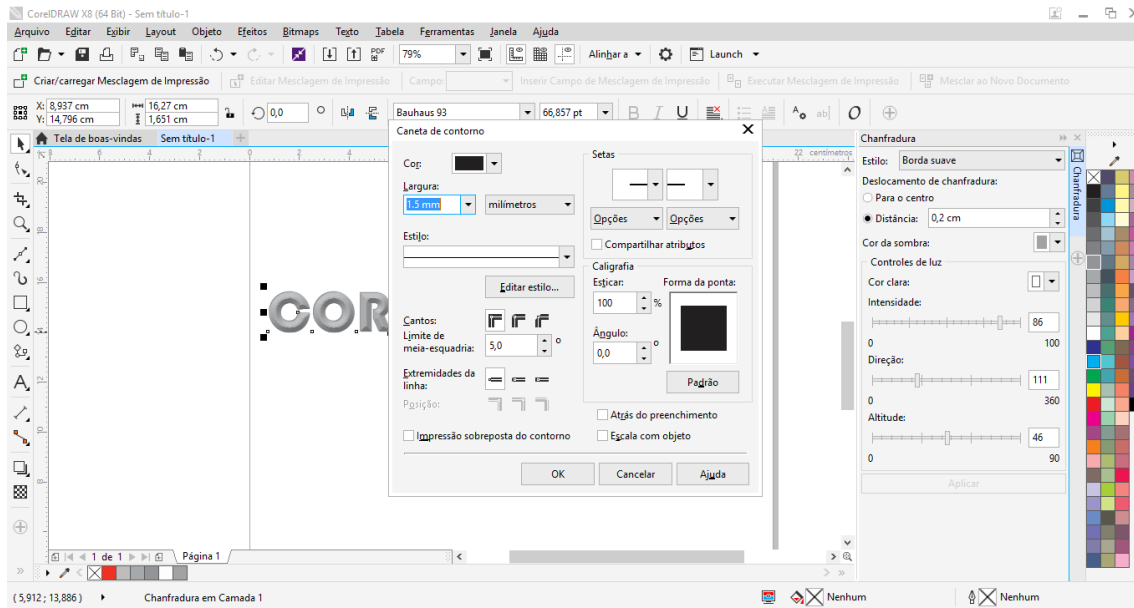 CorelDRAW X8 (64 Bit) - Sem título-1
Arquivo Editar Exibir Layout Objeto Efeitos Bitmaps Texto Tabela Ferramentas Janela Ajuda
PDF 79% Alinhar a Launch
Criar/carregar Mesclagem de Impressão Editar Mesclagem de Impressão Campo: Inserir Campo de Mesclagem de Impressão Executar Mesclagem de Impressão Mesclar ao Novo Documento
X: 8,937 cm 16,27 cm 0,0 Bauhaus 93 66,857 pt
Y: 14,796 cm 1,651 cm
Tela de boas-vindas Sem título-1
22 centímetros
COR
Caneta de contorno
Cor:
Largura:
1.5 mm milímetros
Estilo:
Editar estilo...
Cantos:
Limite de meia-esquadria: 5,0 °
Extremidades da linha:
Posição:
Impressão sobreposta do contorno
Setas
Opções Opções
Compartilhar atributos
Caligrafia
Esticar: Forma da ponta:
100 %
Ângulo:
0,0 °
Padrão
Atrás do preenchimento
Escala com objeto
OK Cancelar Ajuda
Chanfradura
Estilo: Borda suave
Deslocamento de chanfradura:
Para o centro
Distância: 0,2 cm
Cor da sombra:
Controles de luz
Cor clara:
Intensidade:
86
0 100
Direção:
111
0 360
Altitude:
46
0 90
Aplicar
Chanfradura
1 de 1 Página 1
( 5,912 ; 13,886 ) Chanfradura em Camada 1 Nenhum Nenhum